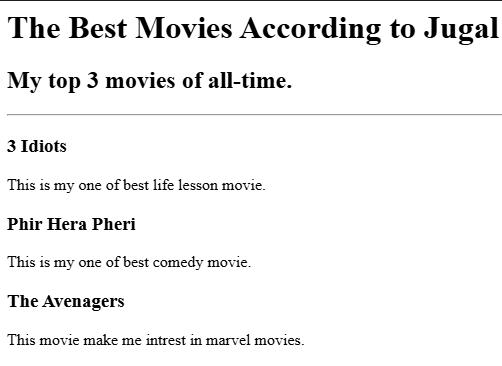 The Best Movies According to Jugal
My top 3 movies of all-time.
3 Idiots
This is my one of best life lesson movie.
Phir Hera Pheri
This is my one of best comedy movie.
The Avenagers
This movie make me intrest in marvel movies.